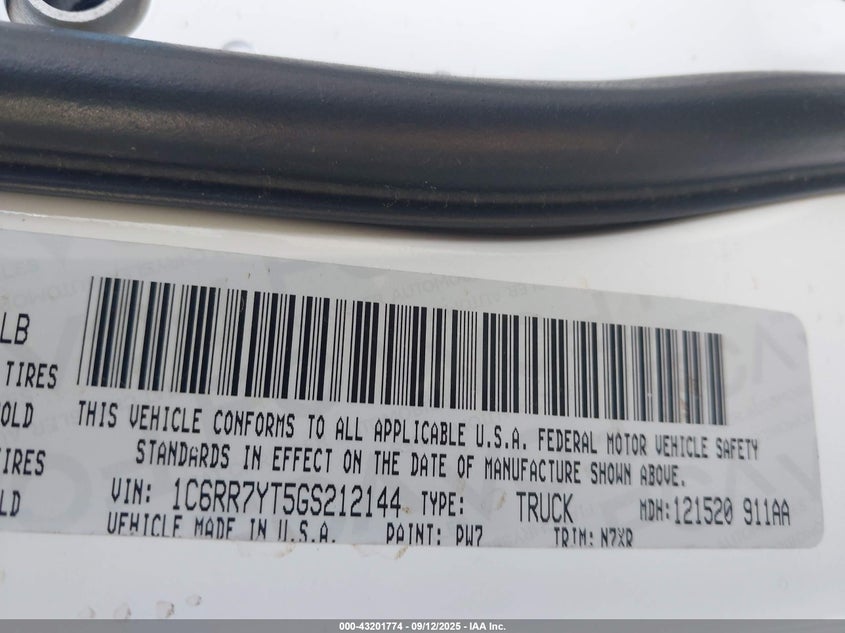 LB
TIRES
OLD
IRES
LD
THIS VEHICLE CONFORMS TO ALL APPLICABLE U.S.A. FEDERAL MOTOR VEHICLE SAFETY
STANDARDS IN EFFECT ON THE DATE OF MANUFACTURE SHOWN ABOVE.
VIN: 1C6RR7YT5GS212144 TYPE: TRUCK MDH:121520 911AA
VEHICLE MADE IN U.S.A. PAINT: PW7 TRIM: N7XR
000-43201774 - 09/12/2025 - IAA Inc.